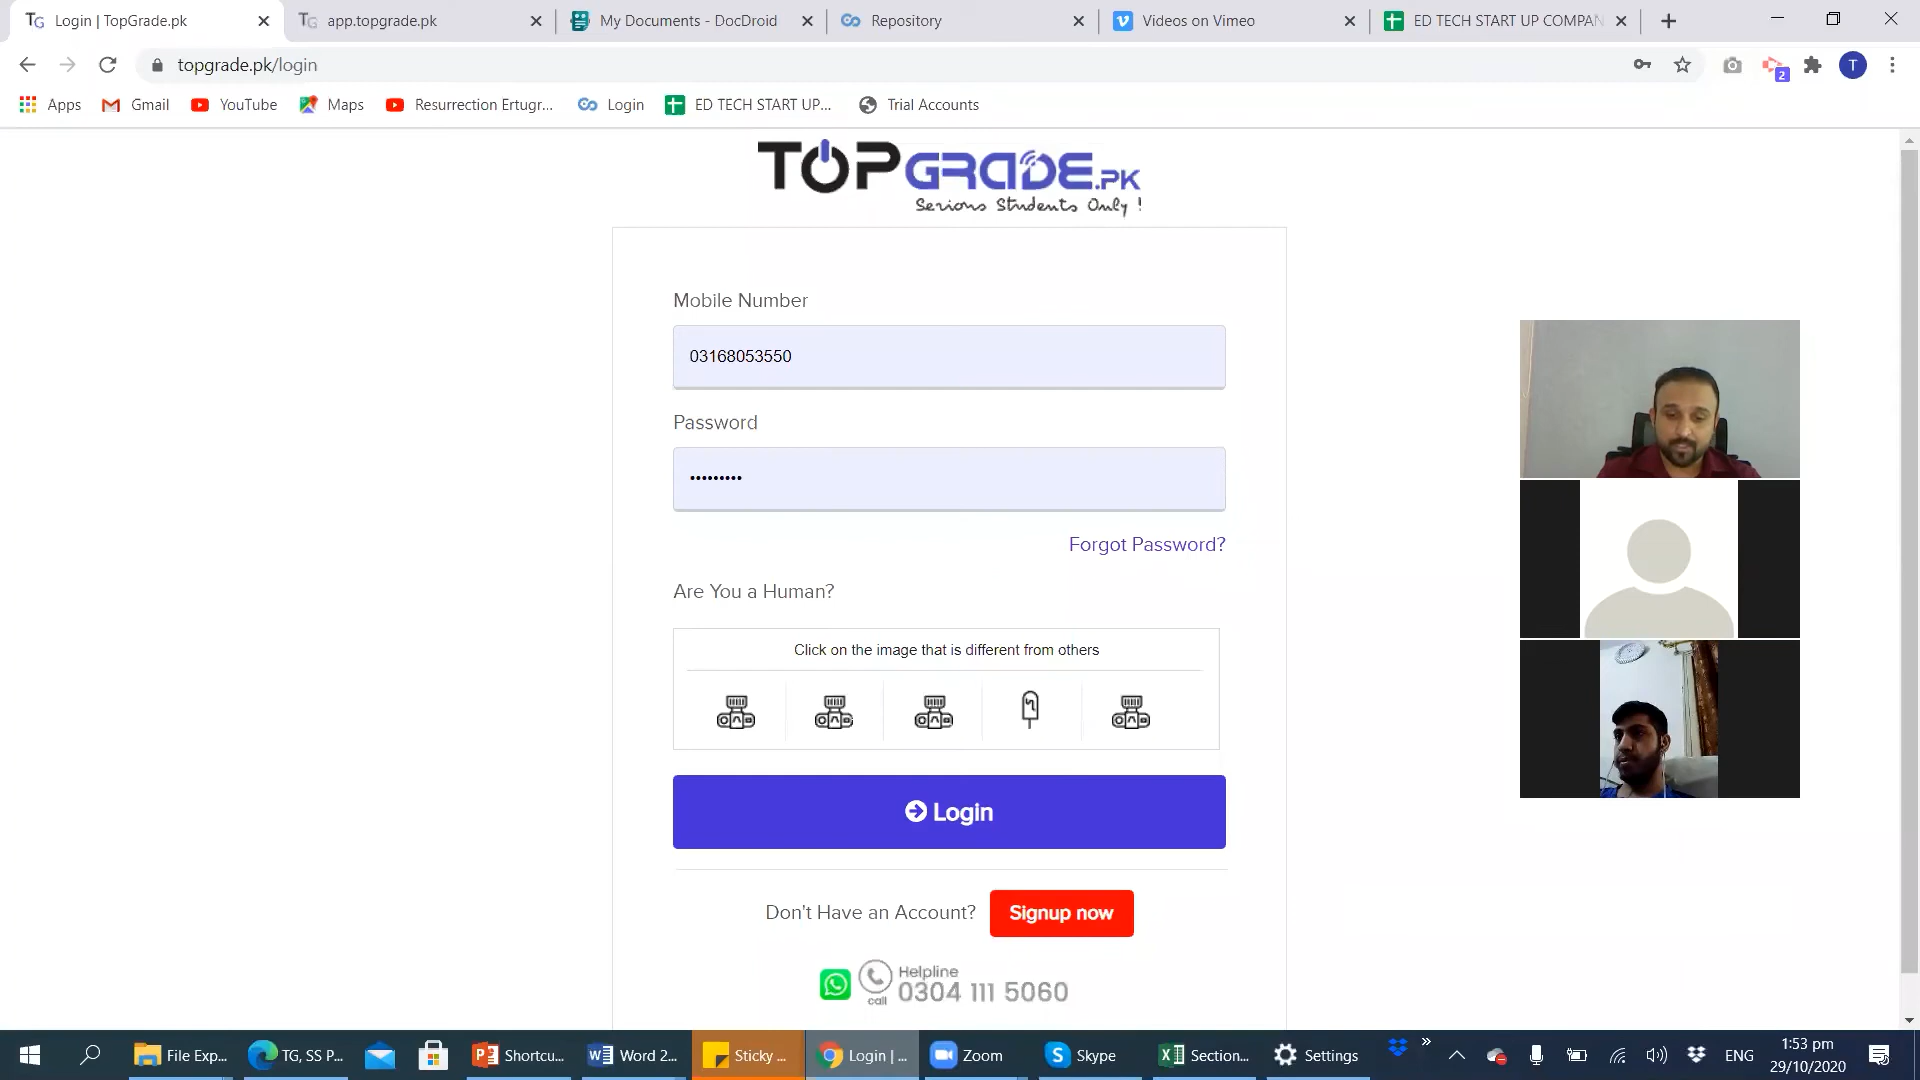 Login | TopGrade.pk
app.topgrade.pk
My Documents - DocDroid
Repository
Videos on Vimeo
ED TECH START UP COMPAN
topgrade.pk/login
T
2
Apps
Gmail
YouTube
Maps
Resurrection Ertugr...
Login
ED TECH START UP...
Trial Accounts
TOPGRADE.PK
Serious Students Only !
Mobile Number
03168053550
Password
•••••••••
Forgot Password?
Are You a Human?
Click on the image that is different from others
Login
Don't Have an Account?
Signup now
call
Helpline
0304 111 5060
File Exp...
TG, SS P...
Shortcu...
Word 2...
Sticky ...
Login | ...
Zoom
Skype
Section...
Settings
ENG
1:53 pm
29/10/2020